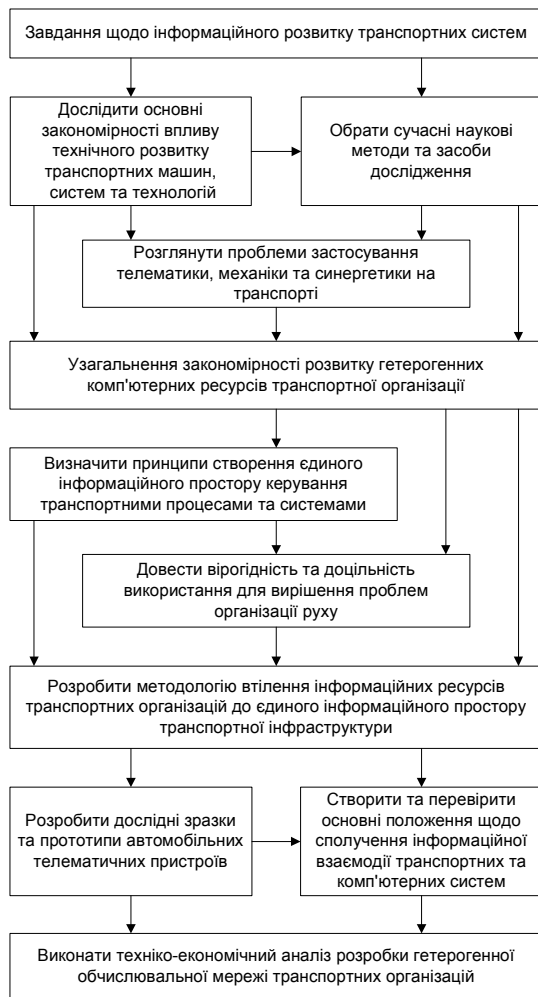 Завдання щодо інформаційного розвитку транспортних систем
Дослідити основні
закономірності впливу
технічного розвитку
транспортних машин,
систем та технологій
Обрати сучасні наукові
методи та засоби
дослідження
Розглянути проблеми застосування
телематики, механіки та синергетики на
транспорті
Узагальнення закономірності розвитку гетерогенних
комп'ютерних ресурсів транспортної організації
Визначити принципи створення єдиного
інформаційного простору керування
транспортними процесами та системами
Довести вірогідність та доцільність
використання для вирішення проблем
організації руху
Розробити методологію втілення інформаційних ресурсів
транспортних організацій до єдиного інформаційного простору
транспортної інфраструктури
Розробити дослідні зразки
та прототипи автомобільних
телематичних пристроїв
Створити та перевірити
основні положення щодо
сполучення інформаційної
взаємодії транспортних та
комп'ютерних систем
Виконати техніко-економічний аналіз розробки гетерогенної
обчислювальної мережі транспортних організацій